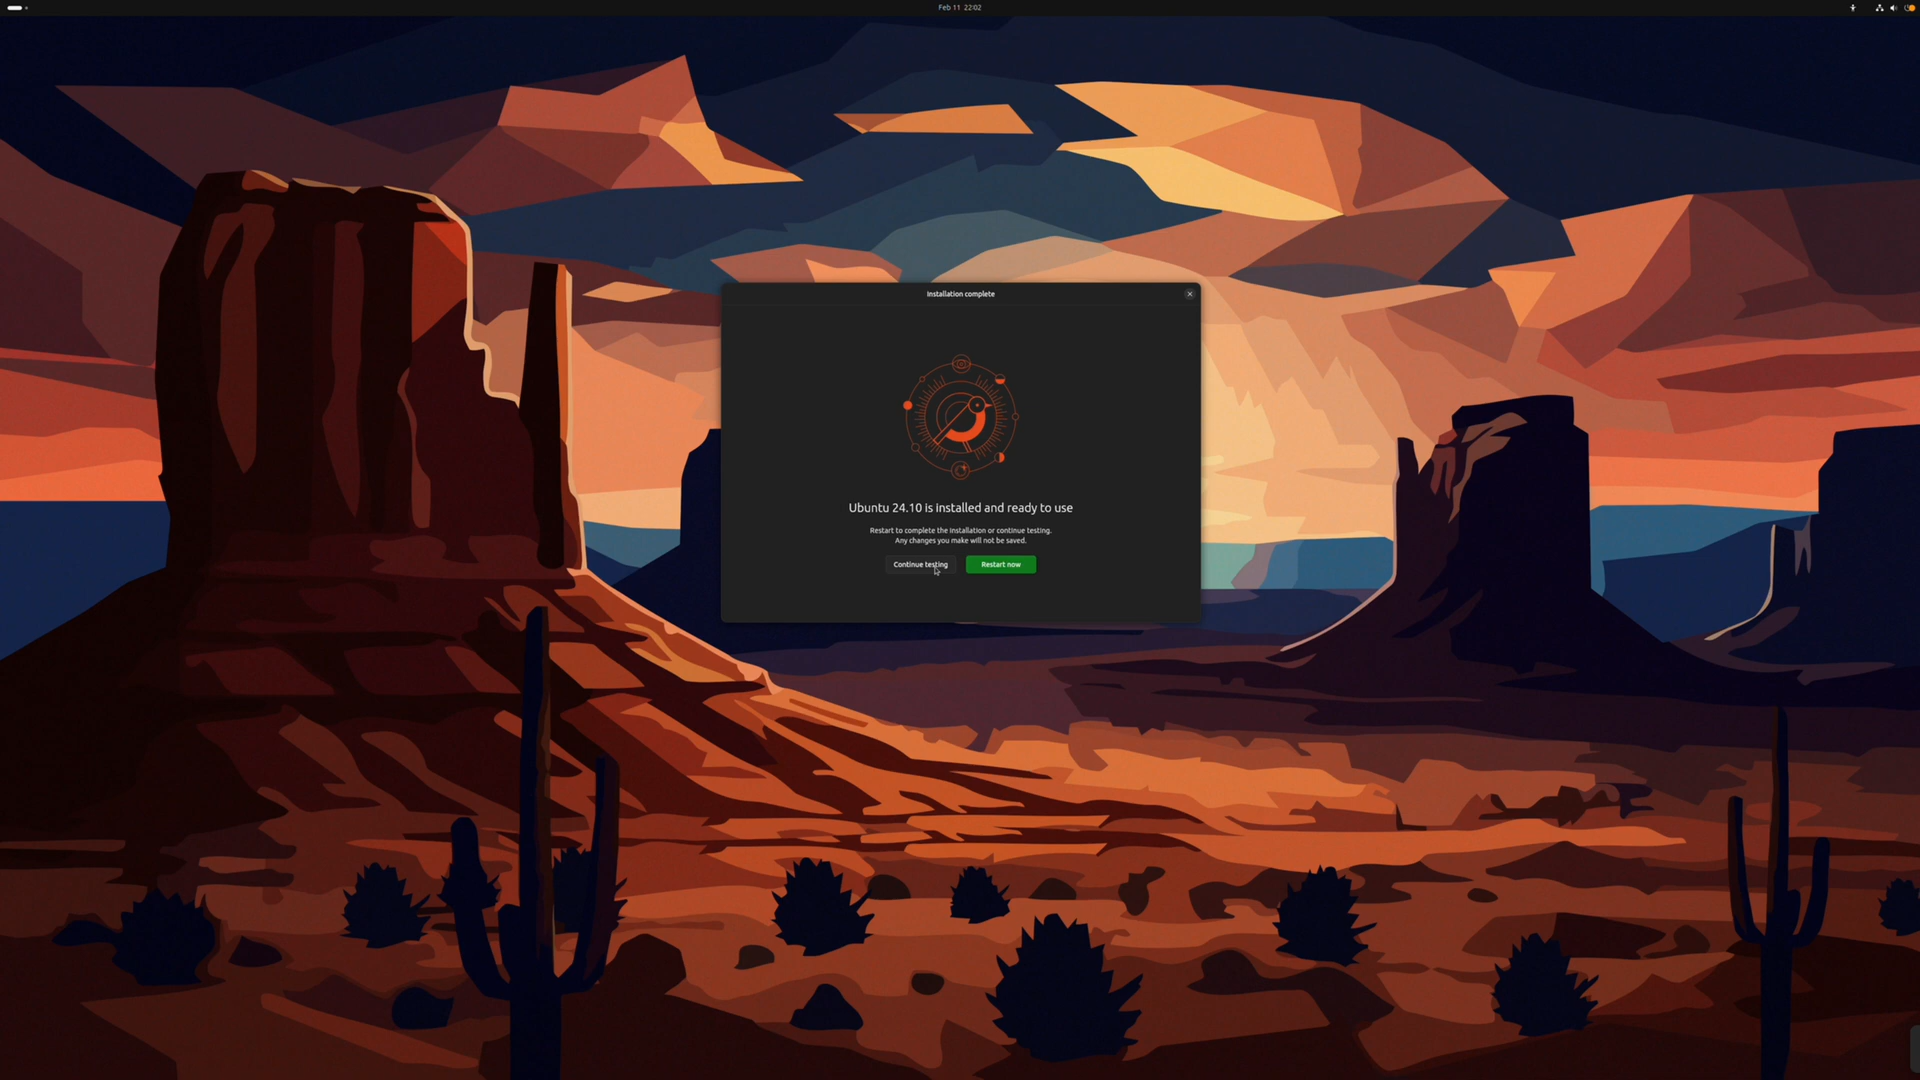 Feb 11 22:02
Installation complete
Ubuntu 24.10 is installed and ready to use
Restart to complete the installation or continue testing.
Any changes you make will not be saved.
Continue testing
Restart now